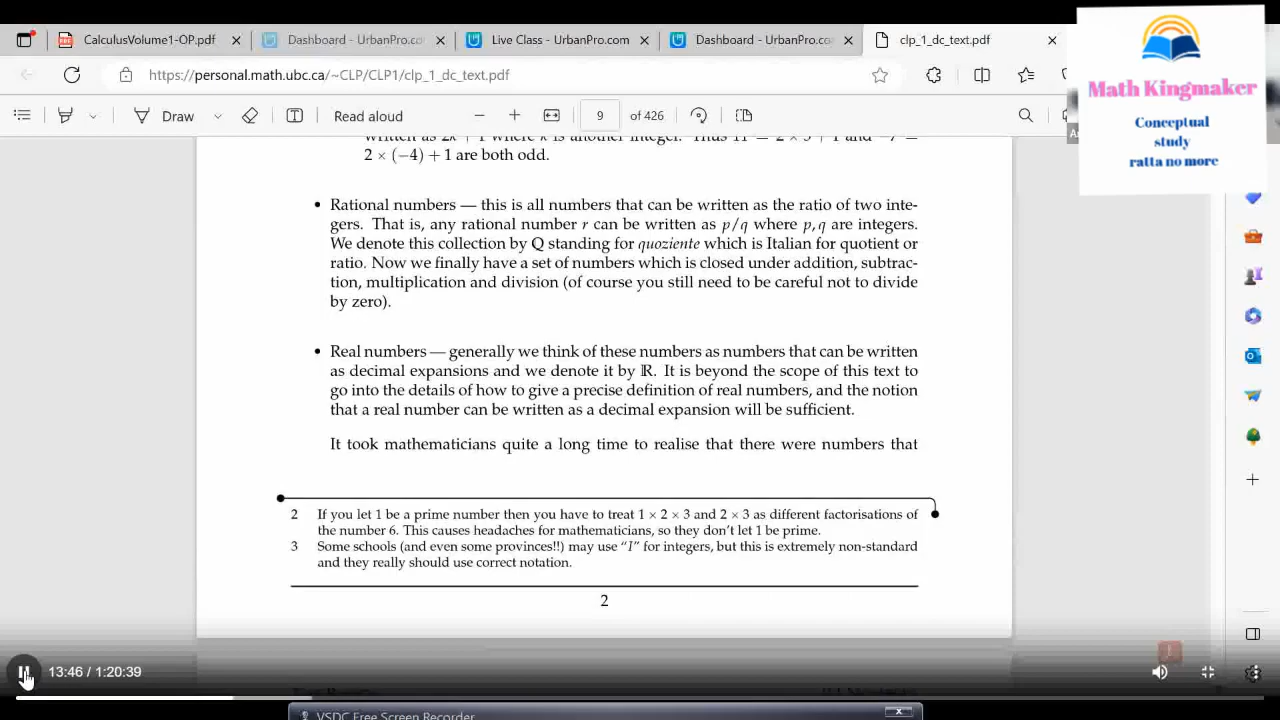 CalculusVolume1-OP.pdf
Dashboard - UrbanPro.co
Live Class - UrbanPro.com
Dashboard - UrbanPro.co
clp_1_dc_text.pdf
https://personal.math.ubc.ca/~CLP/CLP1/clp_1_dc_text.pdf
Draw
Read aloud
9 of 426
Math Kingmaker
Conceptual
study
ratta no more
2 × (−4) + 1 are both odd.
• Rational numbers — this is all numbers that can be written as the ratio of two inte-
gers. That is, any rational number r can be written as p/q where p, q are integers.
We denote this collection by Q standing for quoziente which is Italian for quotient or
ratio. Now we finally have a set of numbers which is closed under addition, subtrac-
tion, multiplication and division (of course you still need to be careful not to divide
by zero).
• Real numbers — generally we think of these numbers as numbers that can be written
as decimal expansions and we denote it by ℝ. It is beyond the scope of this text to
go into the details of how to give a precise definition of real numbers, and the notion
that a real number can be written as a decimal expansion will be sufficient.
It took mathematicians quite a long time to realise that there were numbers that
2 If you let 1 be a prime number then you have to treat 1 × 2 × 3 and 2 × 3 as different factorisations of
the number 6. This causes headaches for mathematicians, so they don't let 1 be prime.
3 Some schools (and even some provinces!!) may use "I" for integers, but this is extremely non-standard
and they really should use correct notation.
2
13:46 / 1:20:39
VSDC Free Screen Recorder